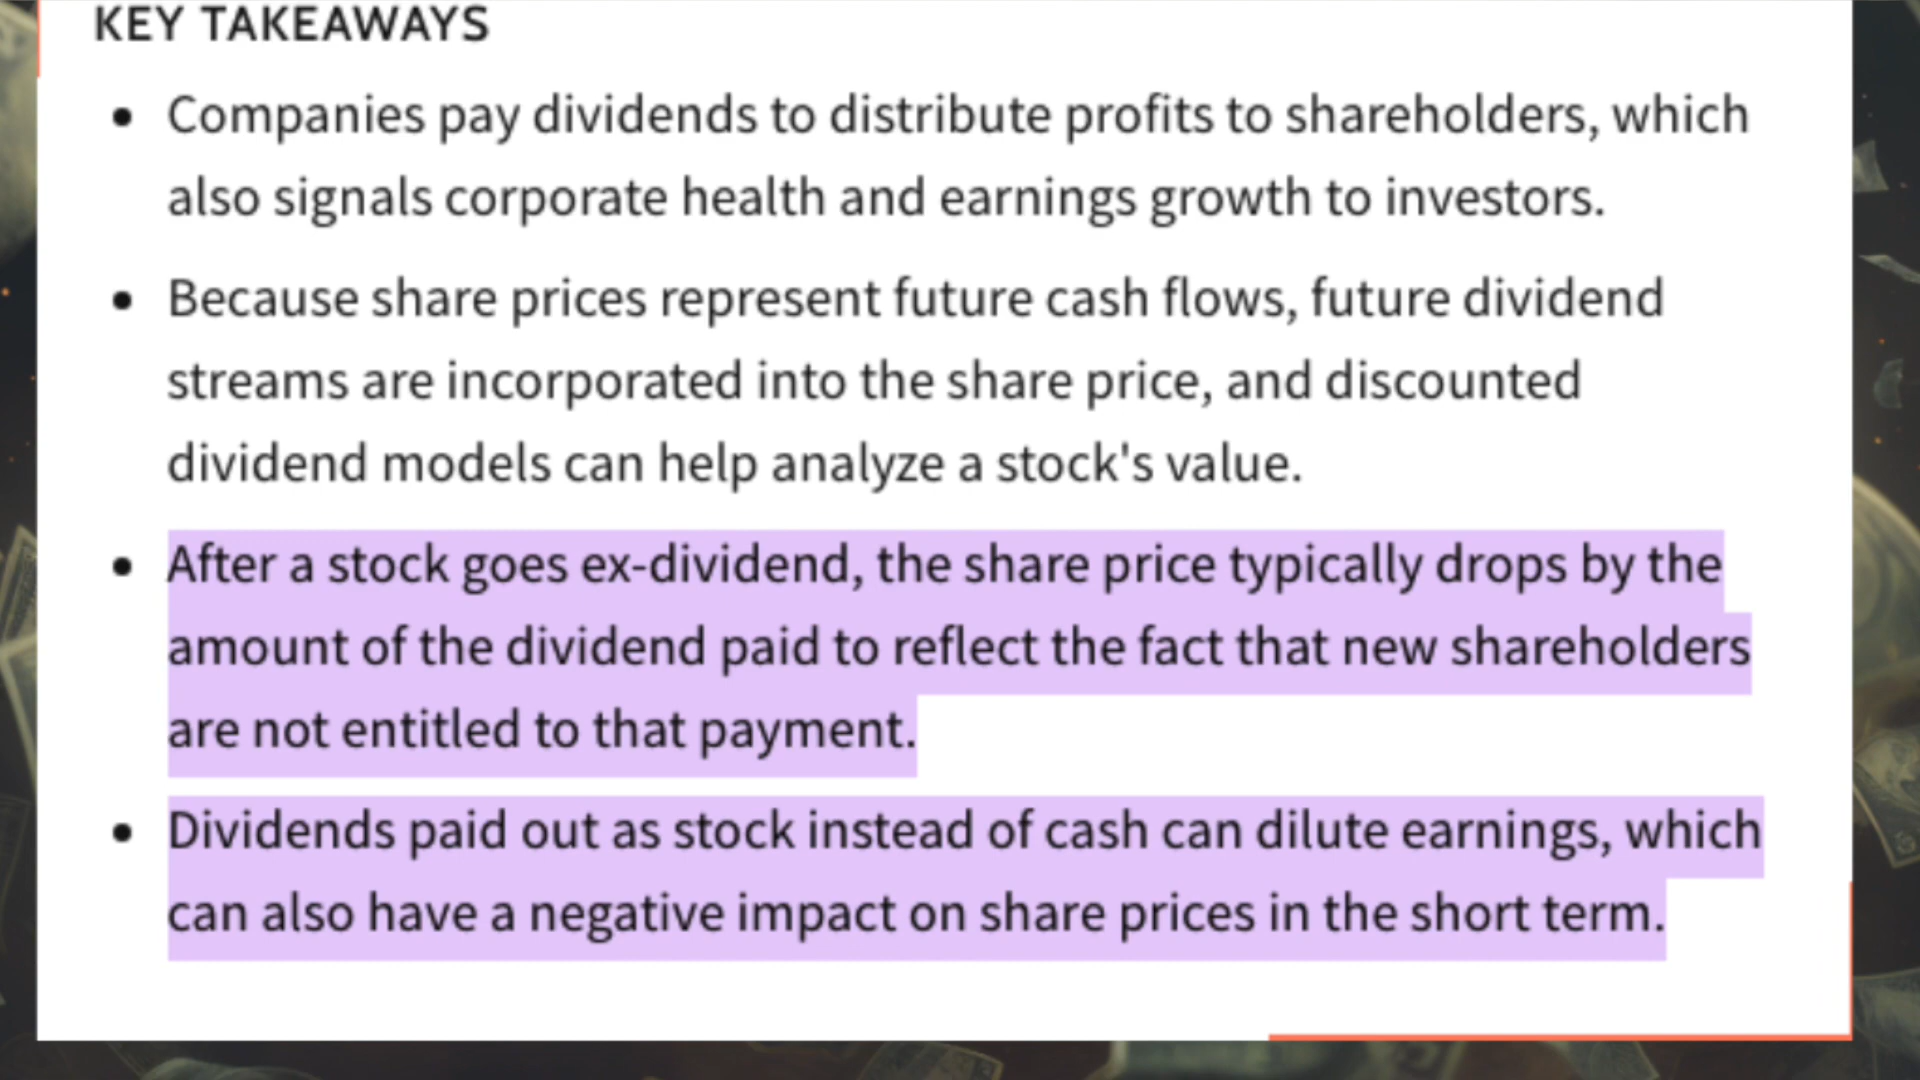 KEY TAKEAWAYS
• Companies pay dividends to distribute profits to shareholders, which
also signals corporate health and earnings growth to investors.
• Because share prices represent future cash flows, future dividend
streams are incorporated into the share price, and discounted
dividend models can help analyze a stock's value.
• After a stock goes ex-dividend, the share price typically drops by the
amount of the dividend paid to reflect the fact that new shareholders
are not entitled to that payment.
• Dividends paid out as stock instead of cash can dilute earnings, which
can also have a negative impact on share prices in the short term.